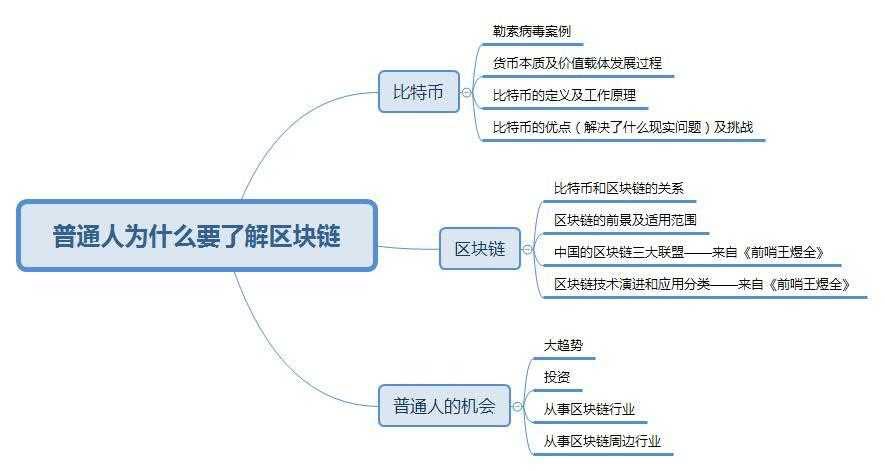 勒索病毒案例
货币本质及价值载体发展过程
比特币
比特币的定义及工作原理
比特币的优点（解决了什么现实问题）及挑战
普通人为什么要了解区块链
比特币和区块链的关系
区块链的前景及适用范围
区块链
中国的区块链三大联盟——来自《前哨王煜全》
区块链技术演进和应用分类——来自《前哨王煜全》
大趋势
投资
普通人的机会
从事区块链行业
从事区块链周边行业